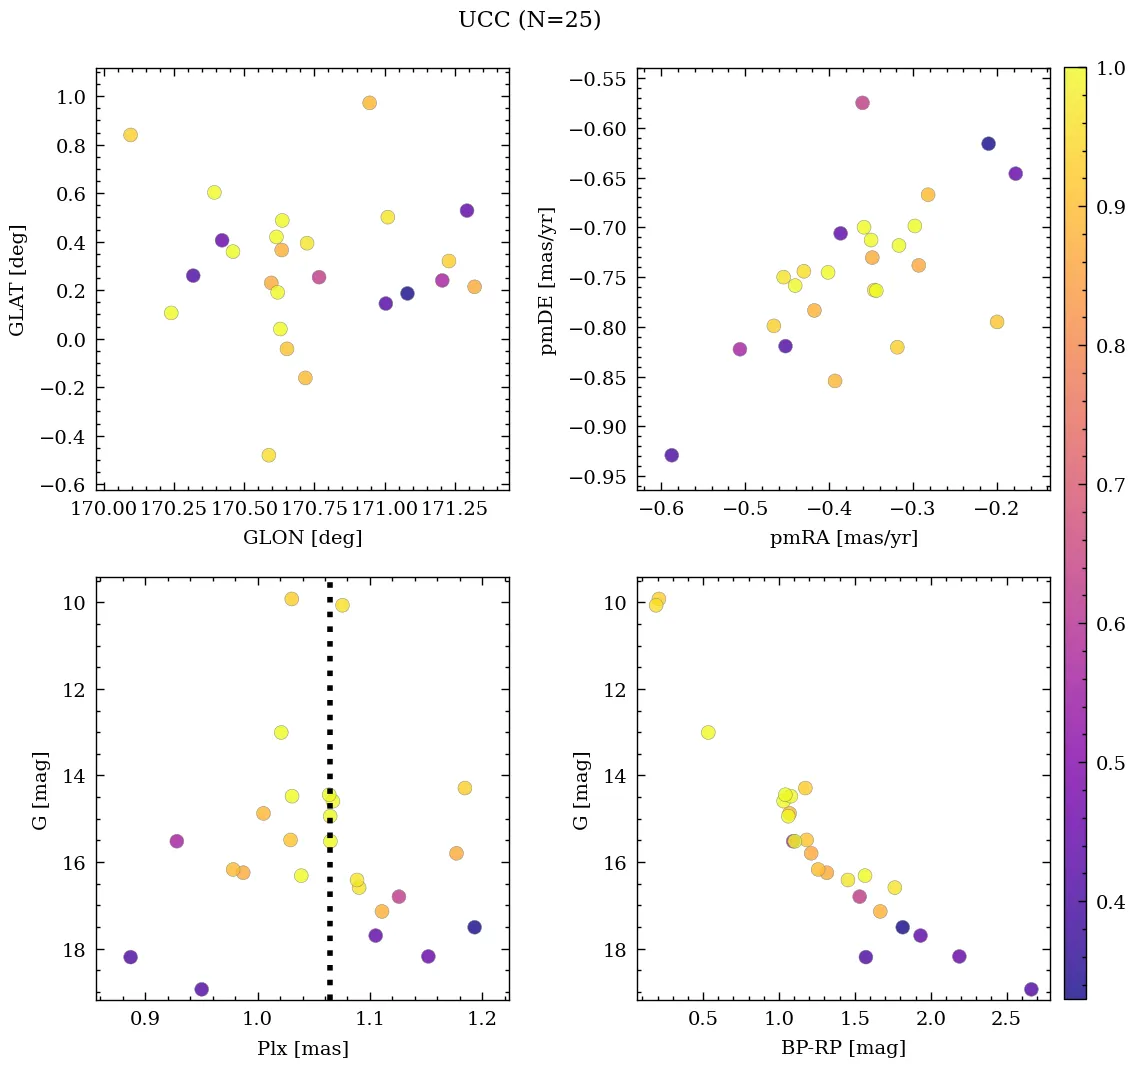 UCC (N=25)
1.0
0.8
0.6
0.4
0.2
0.0
−0.2
−0.4
−0.6
GLAT [deg]
170.00 170.25 170.50 170.75 171.00 171.25
GLON [deg]
−0.55
−0.60
−0.65
−0.70
−0.75
−0.80
−0.85
−0.90
−0.95
pmDE [mas/yr]
−0.6 −0.5 −0.4 −0.3 −0.2
pmRA [mas/yr]
10
12
14
16
18
G [mag]
0.9 1.0 1.1 1.2
Plx [mas]
10
12
14
16
18
G [mag]
0.5 1.0 1.5 2.0 2.5
BP-RP [mag]
1.0
0.9
0.8
0.7
0.6
0.5
0.4